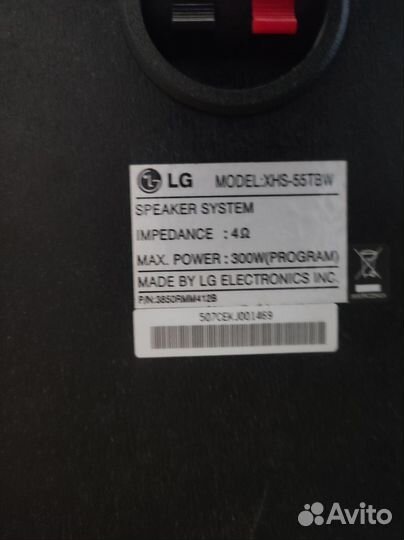 LG MODEL:XHS-55TBW
SPEAKER SYSTEM
IMPEDANCE : 4Ω
MAX. POWER : 300W(PROGRAM)
MADE BY LG ELECTRONICS INC.
P/N:3850RMM412B
507CEKJ001469
Avito